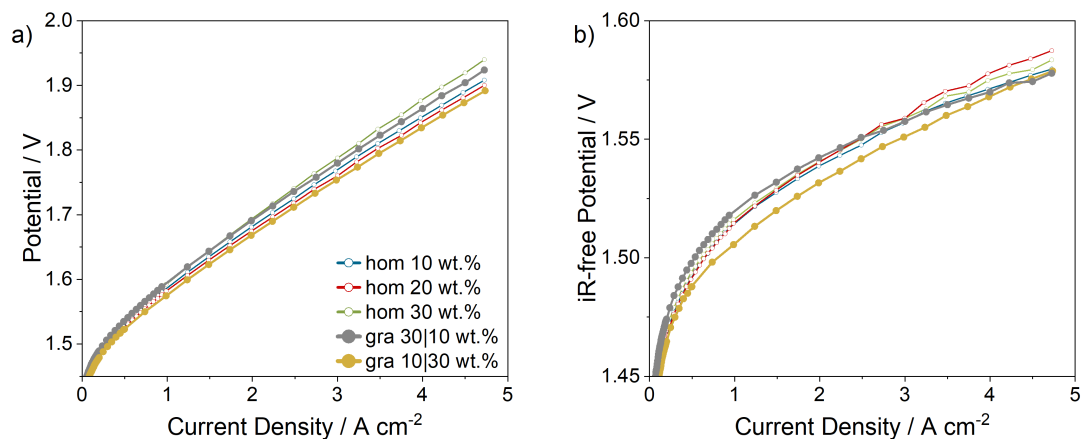 a)
2.0
1.9
1.8
1.7
1.6
1.5
Potential / V
0 1 2 3 4 5
Current Density / A cm-2
hom 10 wt.%
hom 20 wt.%
hom 30 wt.%
gra 30|10 wt.%
gra 10|30 wt.%
b)
1.60
1.55
1.50
1.45
iR-free Potential / V
0 1 2 3 4 5
Current Density / A cm-2